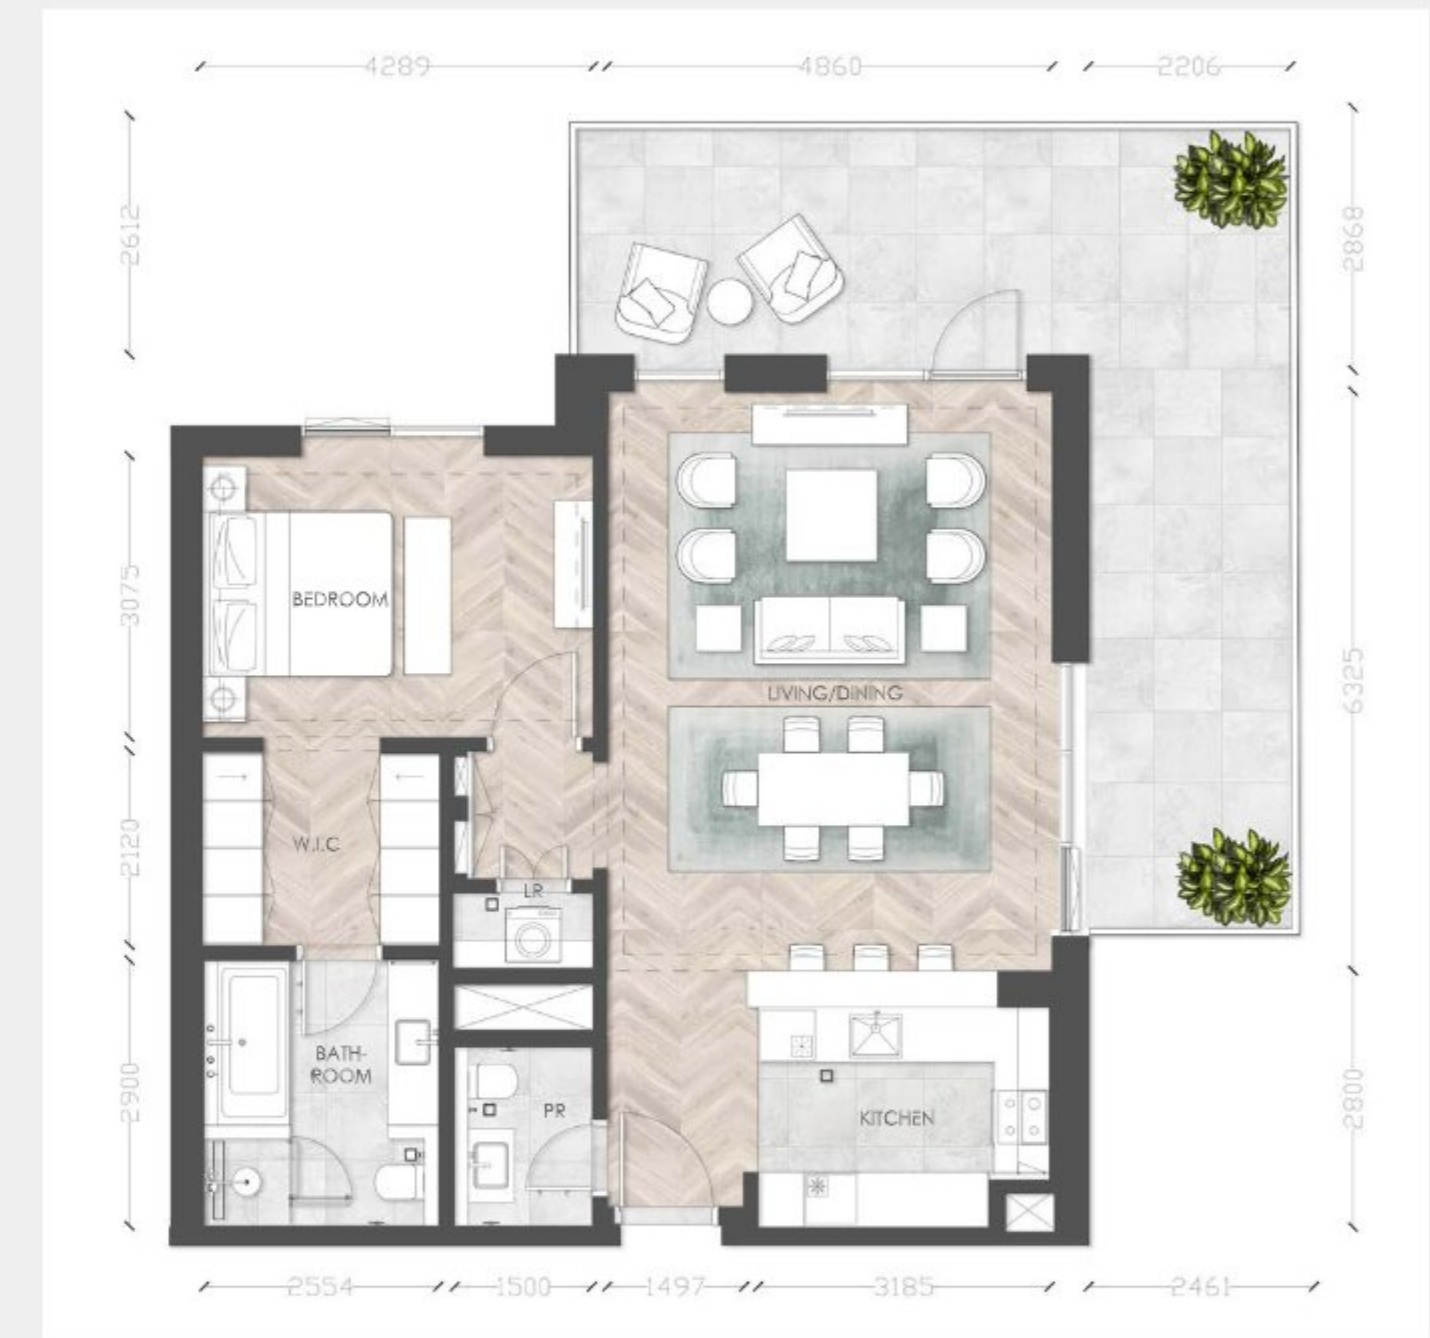 4289
4860
2206
2612
2868
3075
BEDROOM
6325
LIVING/DINING
2120
W.I.C
LR
2900
BATH-
ROOM
PR
KITCHEN
2800
2554
1500
1497
3185
2461